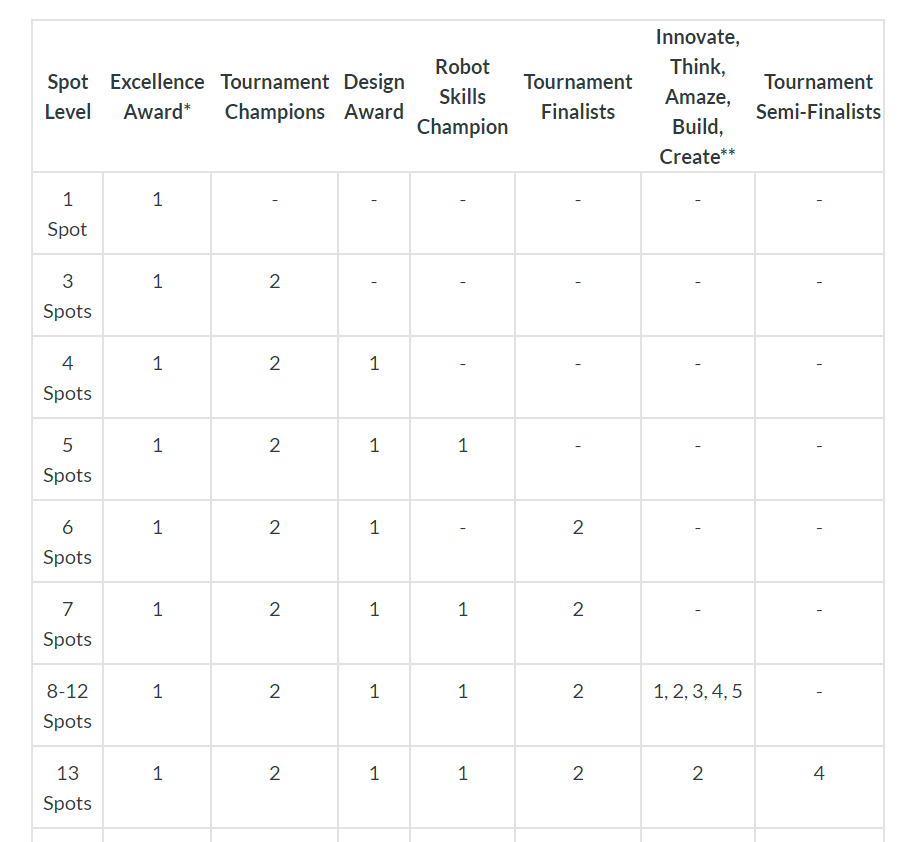 Spot Level | Excellence Award* | Tournament Champions | Design Award | Robot Skills Champion | Tournament Finalists | Innovate, Think, Amaze, Build, Create** | Tournament Semi-Finalists
1 Spot | 1 | - | - | - | - | - | -
3 Spots | 1 | 2 | - | - | - | - | -
4 Spots | 1 | 2 | 1 | - | - | - | -
5 Spots | 1 | 2 | 1 | 1 | - | - | -
6 Spots | 1 | 2 | 1 | - | 2 | - | -
7 Spots | 1 | 2 | 1 | 1 | 2 | - | -
8-12 Spots | 1 | 2 | 1 | 1 | 2 | 1, 2, 3, 4, 5 | -
13 Spots | 1 | 2 | 1 | 1 | 2 | 2 | 4